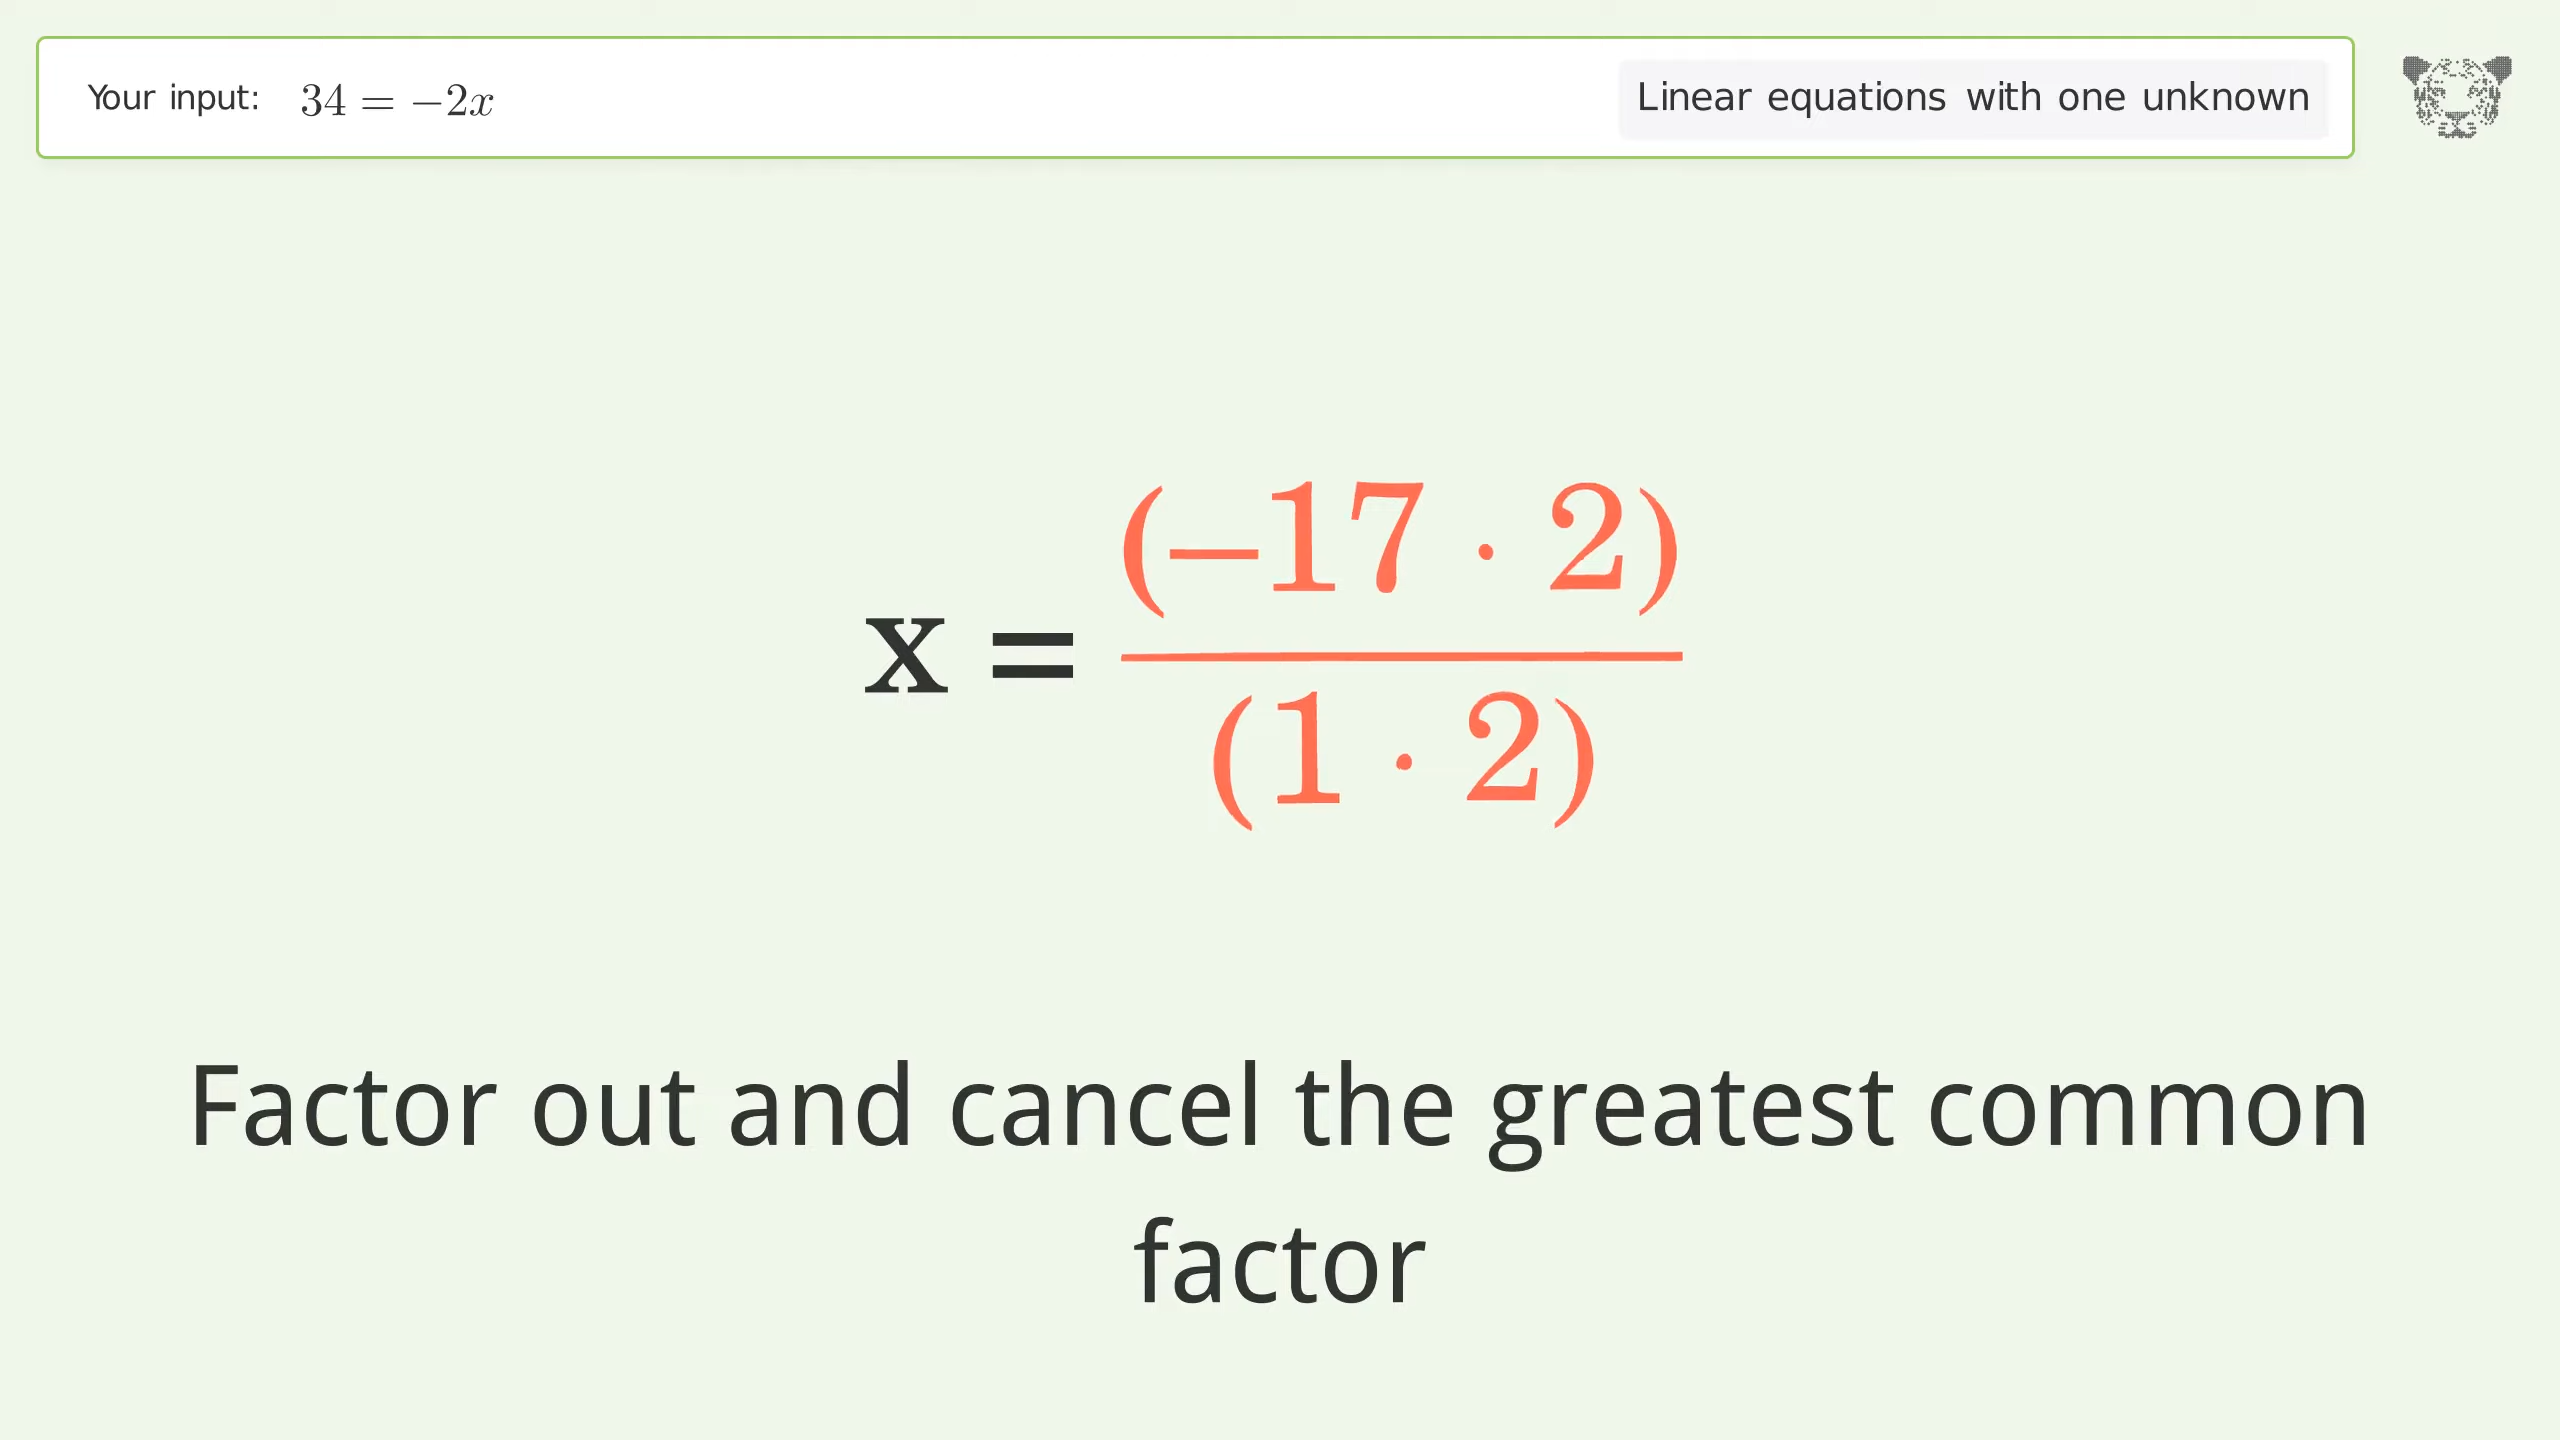 Your input: 34 = −2x
Linear equations with one unknown
x = (−17 · 2) / (1 · 2)
Factor out and cancel the greatest common
factor